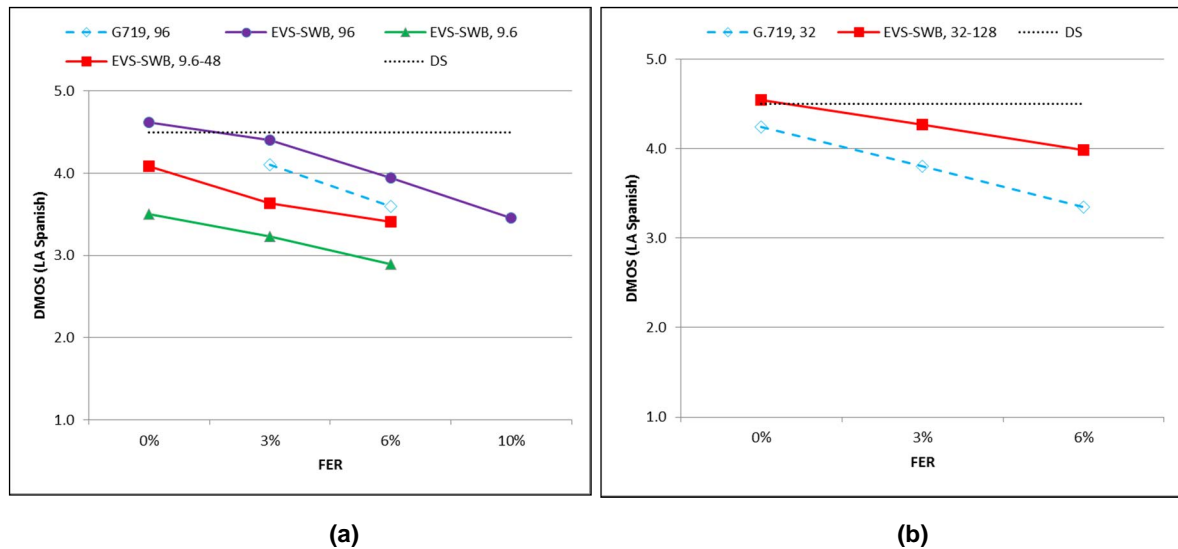 G719, 96 EVS-SWB, 96 EVS-SWB, 9.6
EVS-SWB, 9.6-48 DS
5.0
4.0
3.0
2.0
1.0
DMOS (LA Spanish)
0% 3% 6% 10%
FER
(a)
G.719, 32 EVS-SWB, 32-128 DS
5.0
4.0
3.0
2.0
1.0
DMOS (LA Spanish)
0% 3% 6%
FER
(b)